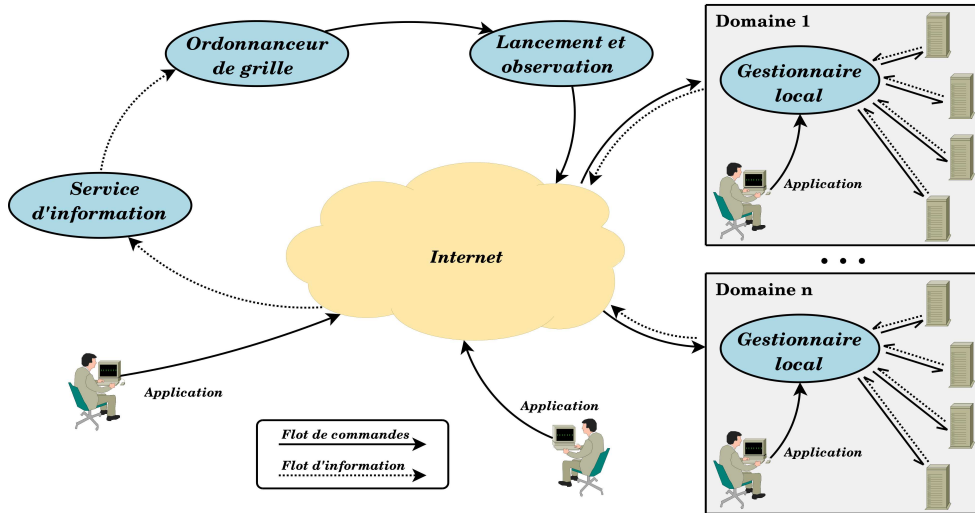 Ordonnanceur
de grille
Lancement et
observation
Service
d'information
Internet
Application
Application
Flot de commandes
Flot d'information
Domaine 1
Gestionnaire
local
Application
• • •
Domaine n
Gestionnaire
local
Application